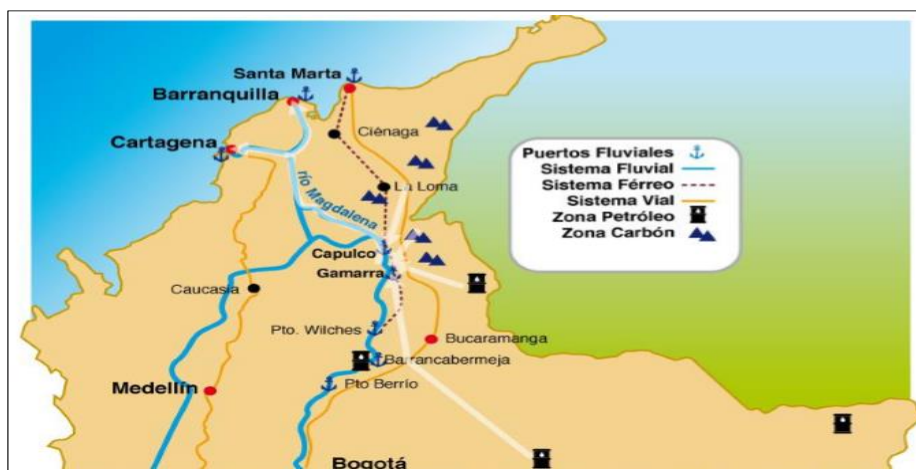 Santa Marta
Barranquilla
Ciénaga
Cartagena
La Loma
río Magdalena
Capulco
Gamarra
Caucasia
Pto. Wilches
Bucaramanga
Barrancabermeja
Medellín
Pto Berrío
Bogotá
Puertos Fluviales
Sistema Fluvial
Sistema Férreo
Sistema Vial
Zona Petróleo
Zona Carbón